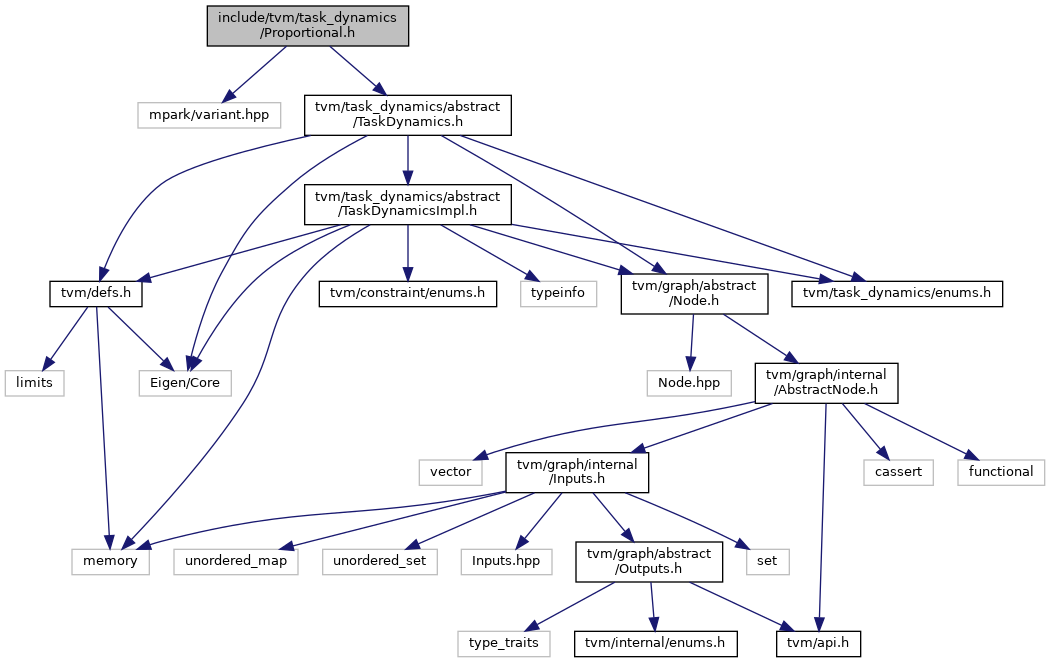 include/tvm/task_dynamics
/Proportional.h
mpark/variant.hpp
tvm/task_dynamics/abstract
/TaskDynamics.h
tvm/task_dynamics/abstract
/TaskDynamicsImpl.h
tvm/defs.h
tvm/constraint/enums.h
typeinfo
tvm/graph/abstract
/Node.h
tvm/task_dynamics/enums.h
limits
Eigen/Core
Node.hpp
tvm/graph/internal
/AbstractNode.h
vector
tvm/graph/internal
/Inputs.h
cassert
functional
memory
unordered_map
unordered_set
Inputs.hpp
tvm/graph/abstract
/Outputs.h
set
type_traits
tvm/internal/enums.h
tvm/api.h